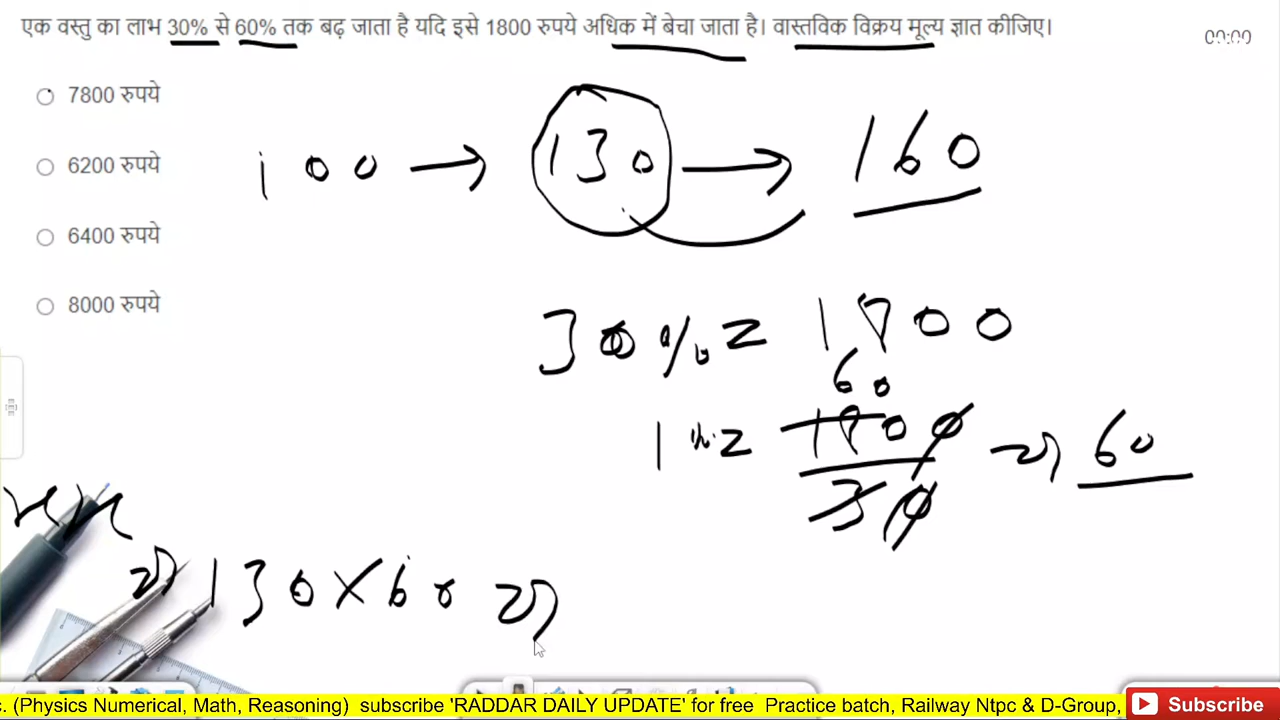 एक वस्तु का लाभ 30% से 60% तक बढ़ जाता है यदि इसे 1800 रुपये अधिक में बेचा जाता है। वास्तविक विक्रय मूल्य ज्ञात कीजिए।
00:00
7800 रुपये
6200 रुपये
6400 रुपये
8000 रुपये
100 → 130 → 160
30% = 1800
60
1% = 1800 ⇒ 60
30
⇒ 130 × 60 ⇒
s. (Physics Numerical, Math, Reasoning) subscribe 'RADDAR DAILY UPDATE' for free Practice batch, Railway Ntpc & D-Group,
Subscribe